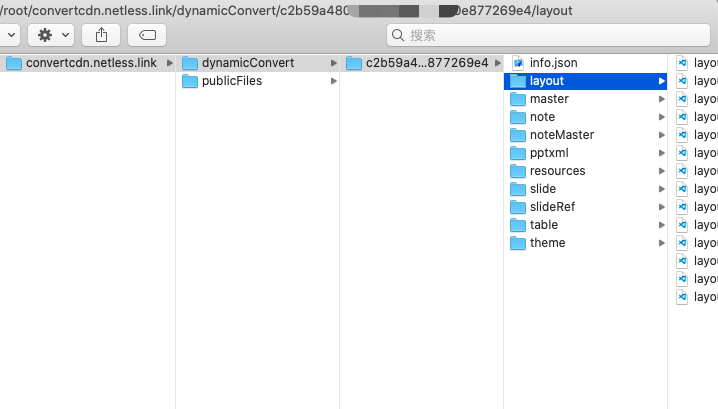 /root/convertcdn.netless.link/dynamicConvert/c2b59a480 0e877269e4/layout
搜索
convertcdn.netless.link
dynamicConvert
publicFiles
c2b59a4...877269e4
info.json
layout
master
note
noteMaster
pptxml
resources
slide
slideRef
table
theme
layou
layou
layou
layou
layou
layou
layou
layou
layou
layou
layou
layou
layou
layou